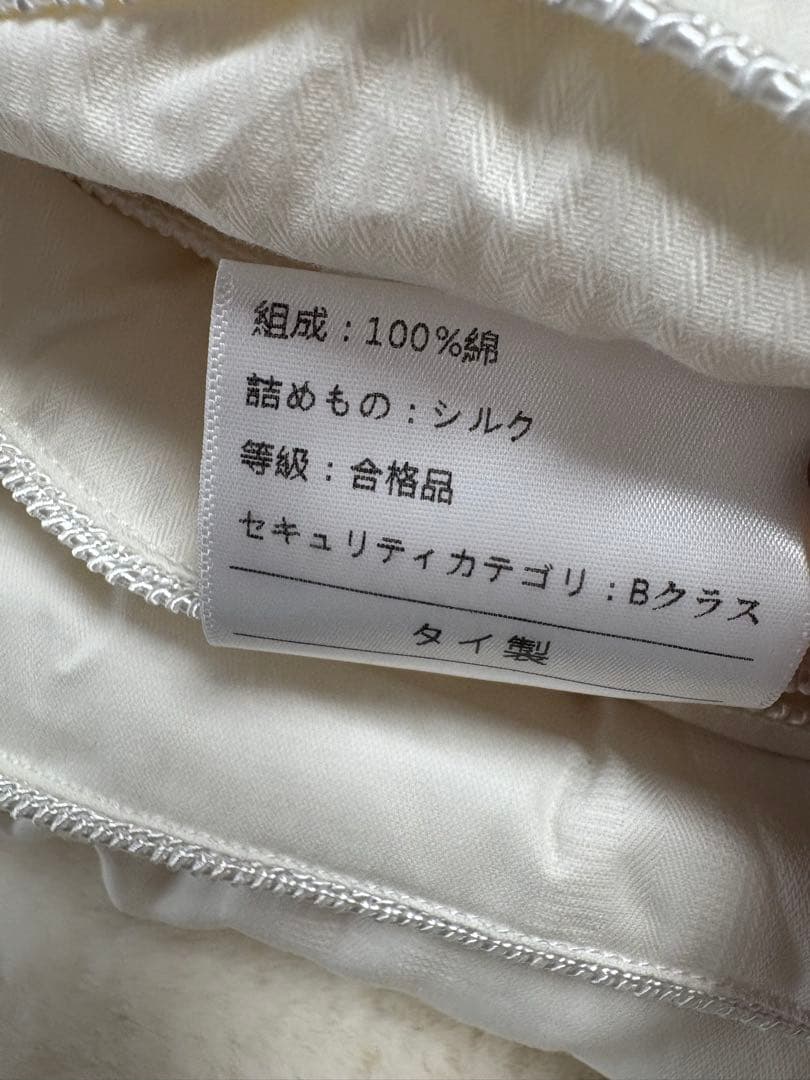 組成：100%綿
詰めもの：シルク
等級：合格品
セキュリティカテゴリ：Bクラス
タイ製